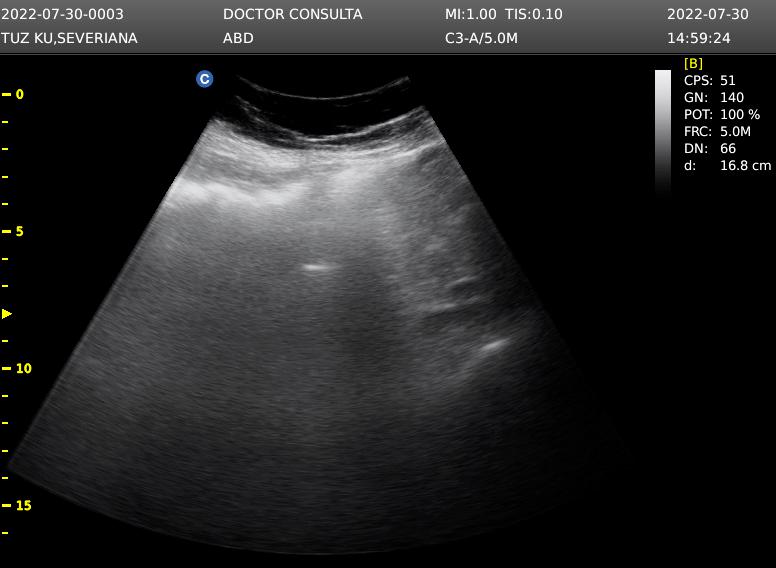 2022-07-30-0003 DOCTOR CONSULTA MI:1.00 TIS:0.10 2022-07-30
TUZ KU,SEVERIANA ABD C3-A/5.0M 14:59:24
C
[B]
CPS: 51
GN: 140
POT: 100 %
FRC: 5.0M
DN: 66
d: 16.8 cm
0
5
10
15